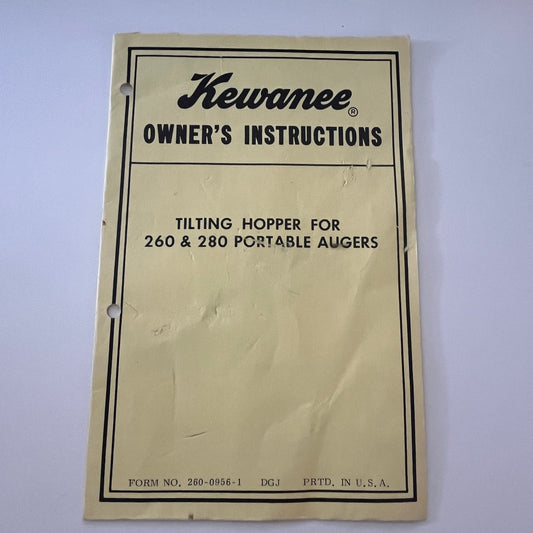 Kewanee®
OWNER'S INSTRUCTIONS
TILTING HOPPER FOR
260 & 280 PORTABLE AUGERS
FORM NO. 260-0956-1 DGJ PRTD. IN U.S.A.